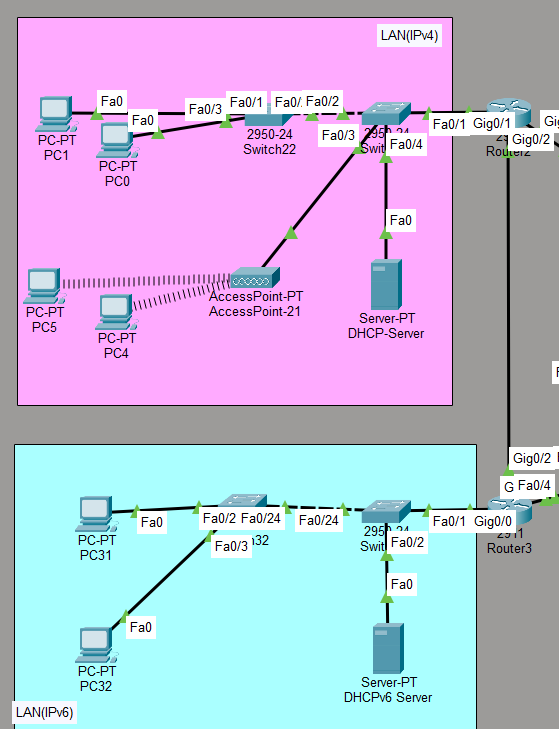 LAN(IPv4)
Fa0
Fa0
Fa0/3
Fa0/1
Fa0/
Fa0/2
PC-PT
PC1
PC-PT
PC0
2950-24
Switch22
Fa0/3
2950-24
Fa0/4
Fa0/1
Gig0/1
Gig0/2
Router2
Fa0
PC-PT
PC5
PC-PT
PC4
AccessPoint-PT
AccessPoint-21
Server-PT
DHCP-Server
Gig0/2
G
Fa0/4
PC-PT
PC31
Fa0
Fa0/2
Fa0/24
Fa0/24
Fa0/3
Fa0/1
Gig0/0
2911
Router3
Fa0/2
Fa0
Fa0
PC-PT
PC32
Server-PT
DHCPv6 Server
LAN(IPv6)